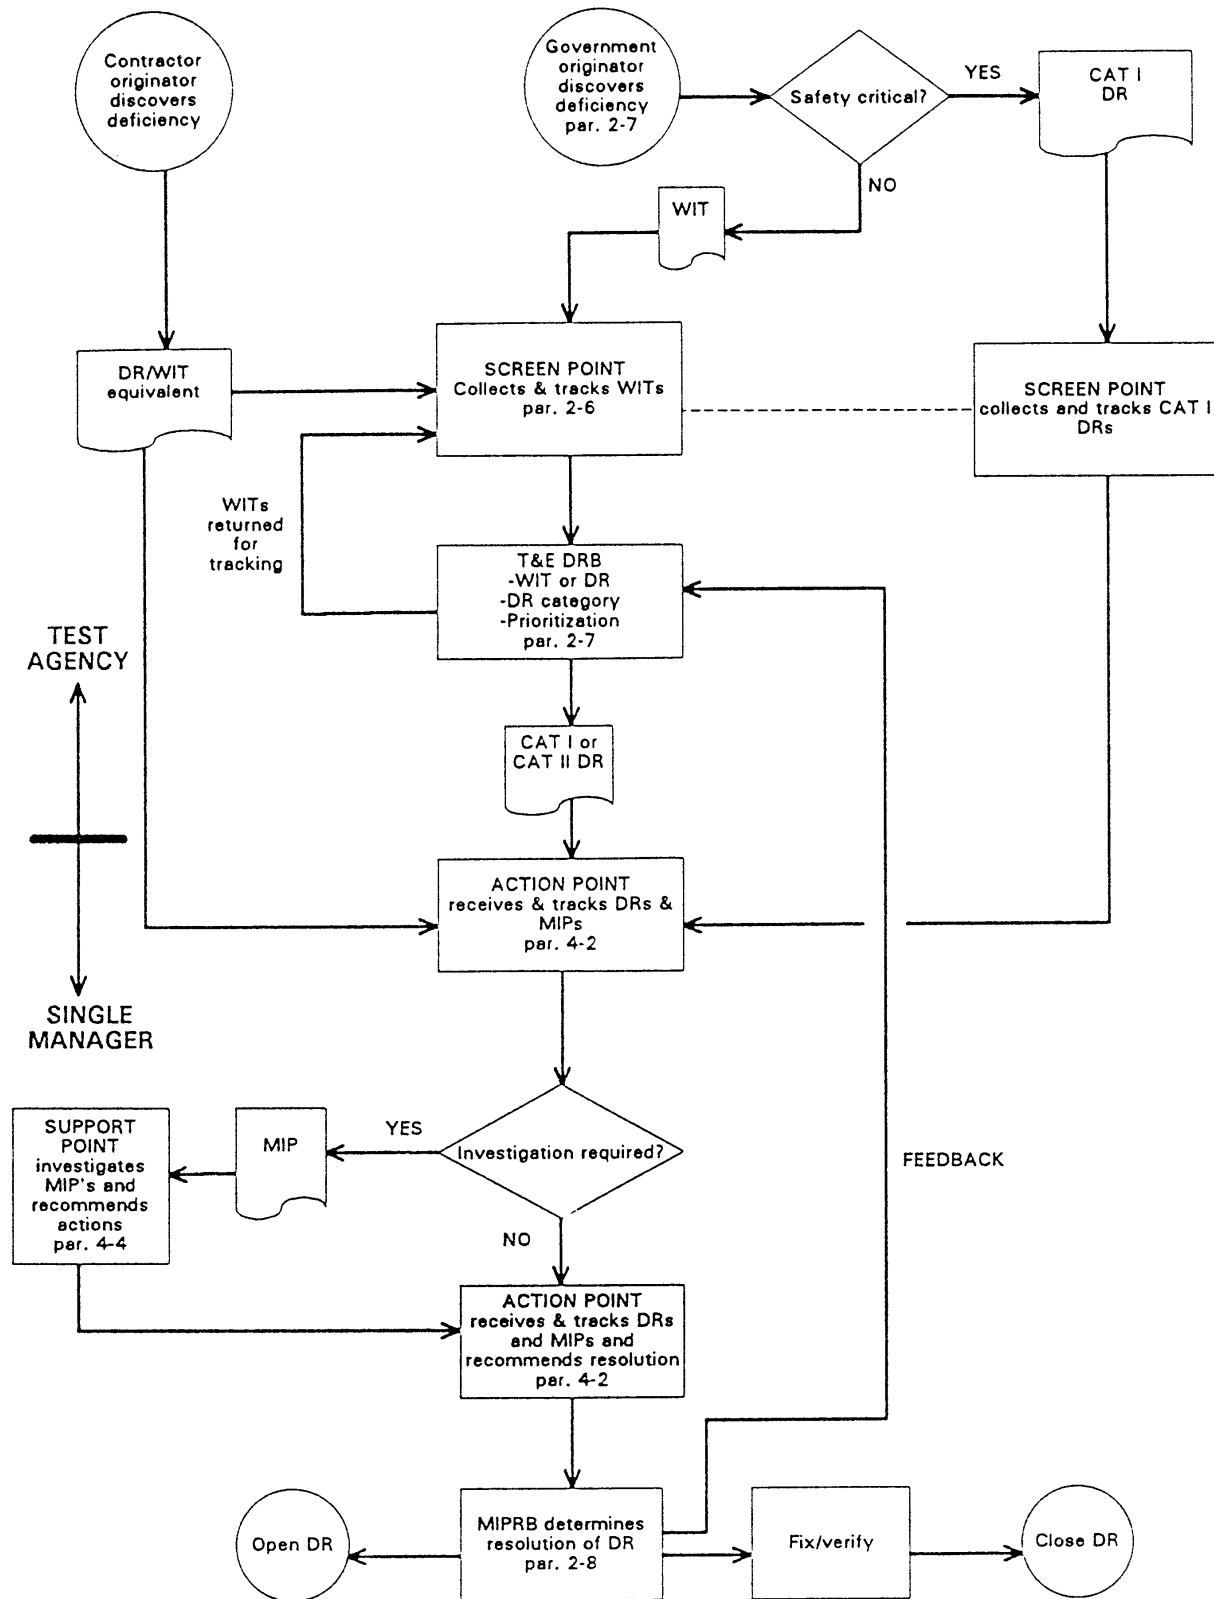 Contractor
originator
discovers
deficiency
Government
originator
discovers
deficiency
par. 2-7
Safety critical?
YES
CAT I
DR
NO
WIT
DR/WIT
equivalent
SCREEN POINT
Collects & tracks WITs
par. 2-6
SCREEN POINT
collects and tracks CAT I
DRs
WITs
returned
for
tracking
T&E DRB
-WIT or DR
-DR category
-Prioritization
par. 2-7
TEST
AGENCY
CAT I or
CAT II DR
ACTION POINT
receives & tracks DRs &
MIPs
par. 4-2
SINGLE
MANAGER
SUPPORT
POINT
investigates
MIP's and
recommends
actions
par. 4-4
MIP
YES
Investigation required?
FEEDBACK
NO
ACTION POINT
receives & tracks DRs
and MIPs and
recommends resolution
par. 4-2
Open DR
MIPRB determines
resolution of DR
par. 2-8
Fix/verify
Close DR